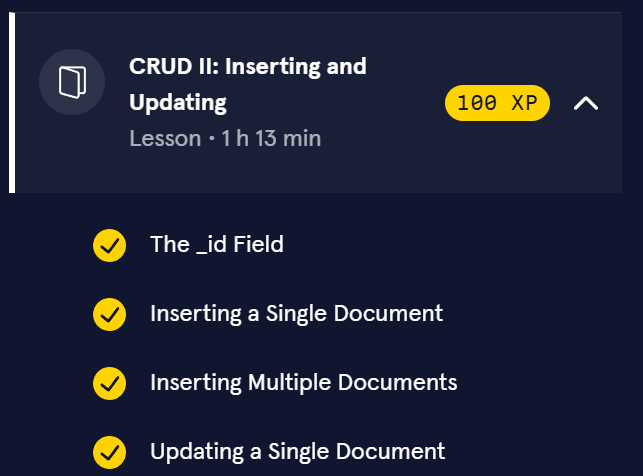 CRUD II: Inserting and
Updating
100 XP
Lesson • 1 h 13 min
The _id Field
Inserting a Single Document
Inserting Multiple Documents
Updating a Single Document